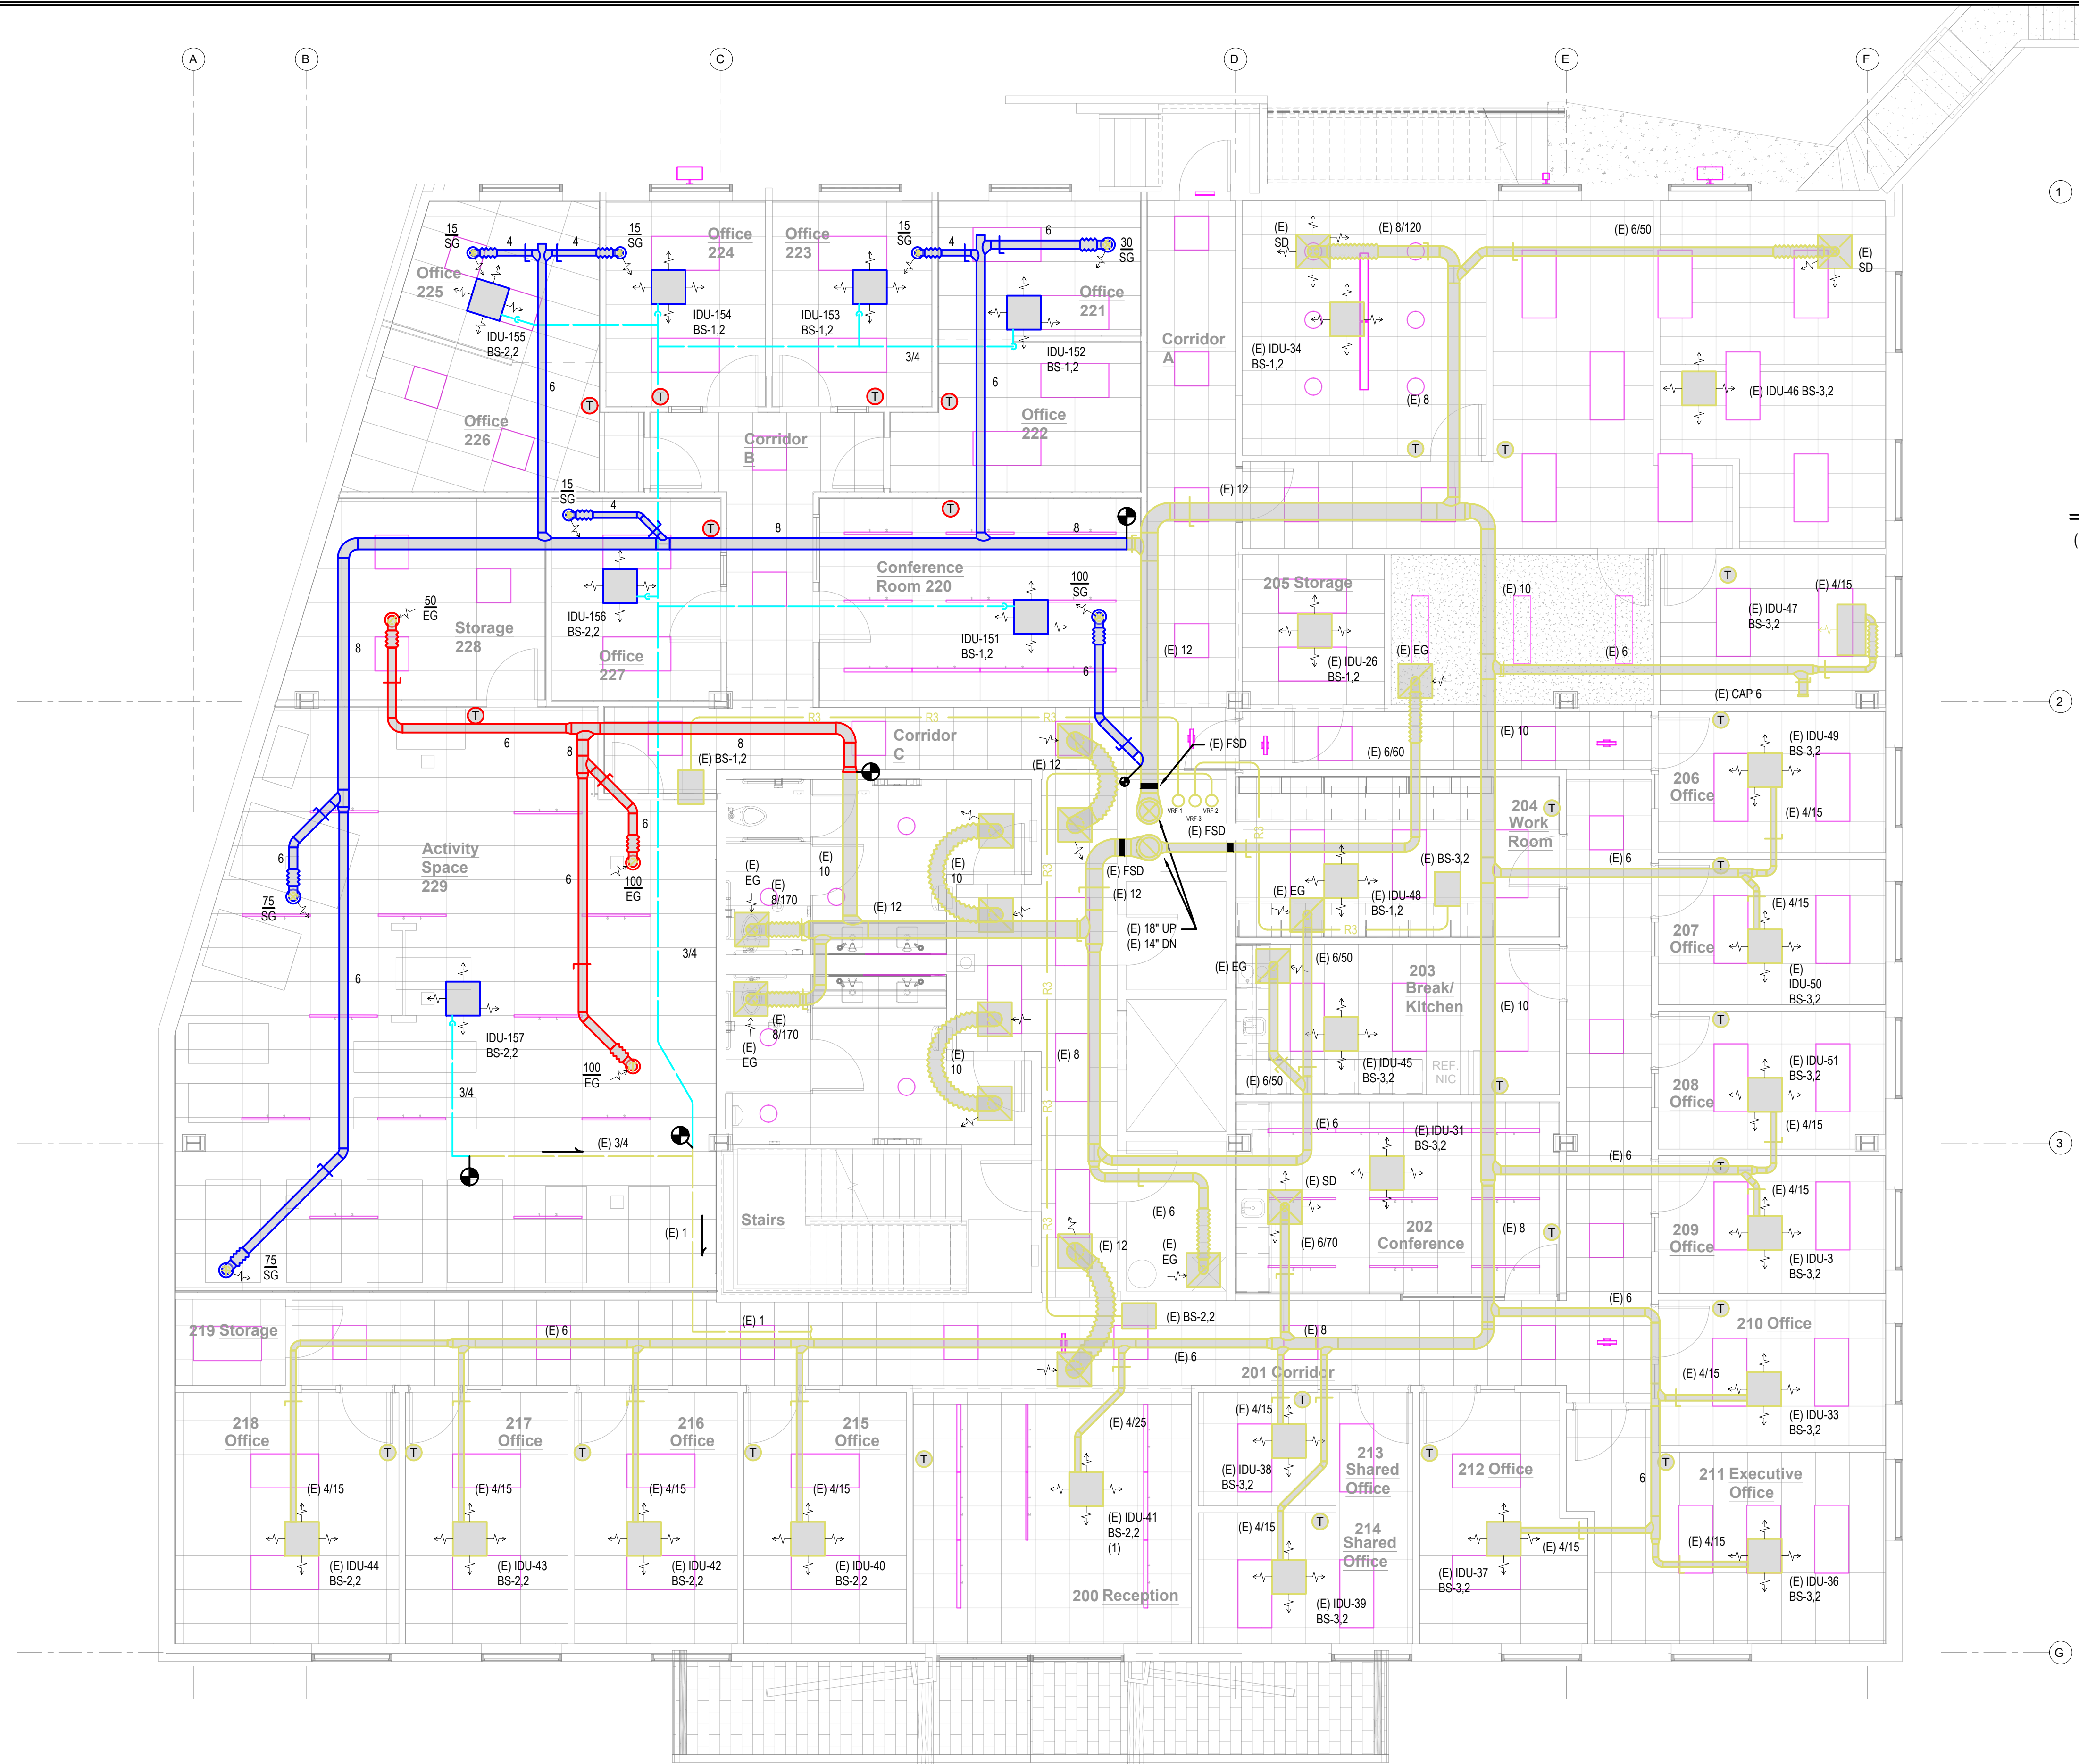 A
B
C
D
E
F
1
2
3
G
(
15
SG
4
4
15
SG
Office
224
Office
223
15
SG
4
6
30
SG
(E)
SD
(E) 8/120
(E) 6/50
(E)
SD
Office
225
IDU-155
BS-2,2
IDU-154
BS-1,2
IDU-153
BS-1,2
Office
221
IDU-152
BS-1,2
3/4
Corridor
A
(E) IDU-34
BS-1,2
(E) IDU-46 BS-3,2
6
6
T
T
T
T
(E) 8
Office
226
Corridor
B
Office
222
T
T
15
SG
4
(E) 12
T
T
8
8
Conference
Room 220
100
SG
205 Storage
(E) 10
T
(E) 4/15
(E) IDU-47
BS-3,2
50
EG
Storage
228
8
IDU-156
BS-2,2
Office
227
IDU-151
BS-1,2
6
(E) 12
(E) IDU-26
BS-1,2
(E) EG
(E) 6
(E) CAP 6
T
6
8
8
R3
R3
R3
Corridor
C
(E) BS-1,2
(E) 12
(E) FSD
(E) 6/60
(E) 10
T
(E) IDU-49
BS-3,2
206
Office
VRF-1
VRF-2
VRF-3
(E) FSD
R3
204
Work
Room
T
(E) 4/15
6
Activity
Space
229
6
6
100
EG
75
SG
(E)
EG
(E)
8/170
(E)
10
(E)
10
(E) FSD
R3
(E) 12
(E) 12
(E) 18" UP
(E) 14" DN
(E) EG
(E) BS-3,2
(E) IDU-48
BS-1,2
R3
(E) 6
T
(E) 4/15
207
Office
(E)
IDU-50
BS-3,2
3/4
(E) EG
(E) 6/50
203
Break/
Kitchen
(E) 10
6
IDU-157
BS-2,2
R3
(E)
8/170
(E)
EG
(E)
10
(E) 8
T
(E) IDU-51
BS-3,2
208
Office
100
EG
3/4
(E) 6/50
(E) IDU-45
BS-3,2
REF.
NIC
T
R3
(E) 3/4
(E) 6
(E) IDU-31
BS-3,2
(E) 4/15
(E) 6
T
(E) 4/15
75
SG
(E) 1
Stairs
R3
(E) 6
(E) 12
(E)
EG
(E) SD
(E) 6/70
202
Conference
(E) 8
T
209
Office
(E) IDU-3
BS-3,2
219 Storage
(E) 6
(E) 1
(E) BS-2,2
(E) 6
(E) 8
201 Corridor
(E) 6
T
210 Office
(E) 4/15
(E) IDU-33
BS-3,2
218
Office
T
T
217
Office
T
216
Office
T
215
Office
T
(E) 4/25
(E) 4/15
T
213
Shared
Office
T
212 Office
6
T
211 Executive
Office
(E) 4/15
(E) 4/15
(E) 4/15
(E) 4/15
(E) IDU-38
BS-3,2
(E) IDU-41
BS-2,2
(1)
(E) 4/15
T
214
Shared
Office
(E) 4/15
(E) 4/15
(E) IDU-44
BS-2,2
(E) IDU-43
BS-2,2
(E) IDU-42
BS-2,2
(E) IDU-40
BS-2,2
200 Reception
(E) IDU-39
BS-3,2
(E) IDU-37
BS-3,2
(E) IDU-36
BS-3,2